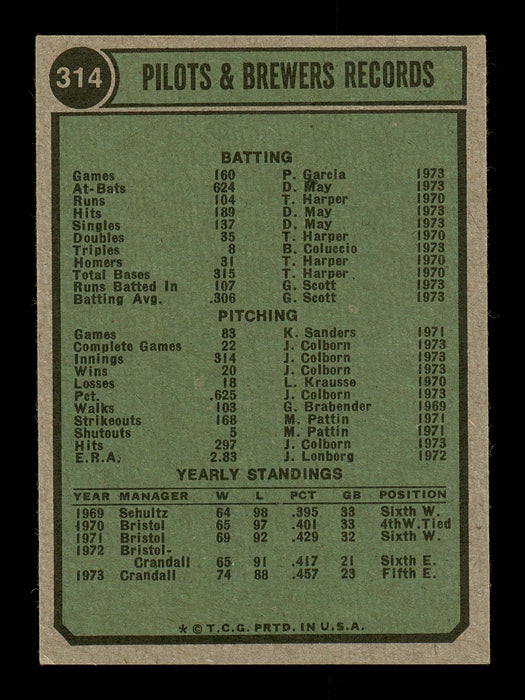 314
PILOTS & BREWERS RECORDS
BATTING
Games 160 P. Garcia 1973
At-Bats 624 D. May 1973
Runs 104 T. Harper 1970
Hits 189 D. May 1973
Singles 137 D. May 1973
Doubles 35 T. Harper 1970
Triples 8 B. Coluccio 1973
Homers 31 T. Harper 1970
Total Bases 315 T. Harper 1970
Runs Batted In 107 G. Scott 1973
Batting Avg. .306 G. Scott 1973
PITCHING
Games 83 K. Sanders 1971
Complete Games 22 J. Colborn 1973
Innings 314 J. Colborn 1973
Wins 20 J. Colborn 1973
Losses 18 L. Krausse 1970
Pct. .625 J. Colborn 1973
Walks 103 G. Brabender 1969
Strikeouts 168 M. Pattin 1971
Shutouts 5 M. Pattin 1971
Hits 297 J. Colborn 1973
E.R.A. 2.83 J. Lonborg 1972
YEARLY STANDINGS
YEAR MANAGER W L PCT GB POSITION
1969 Schultz 64 98 .395 33 Sixth W.
1970 Bristol 65 97 .401 33 4thW.Tied
1971 Bristol 69 92 .429 32 Sixth W.
1972 Bristol-
Crandall 65 91 .417 21 Sixth E.
1973 Crandall 74 88 .457 23 Fifth E.
* © T.C.G. PRTD. IN U.S.A.